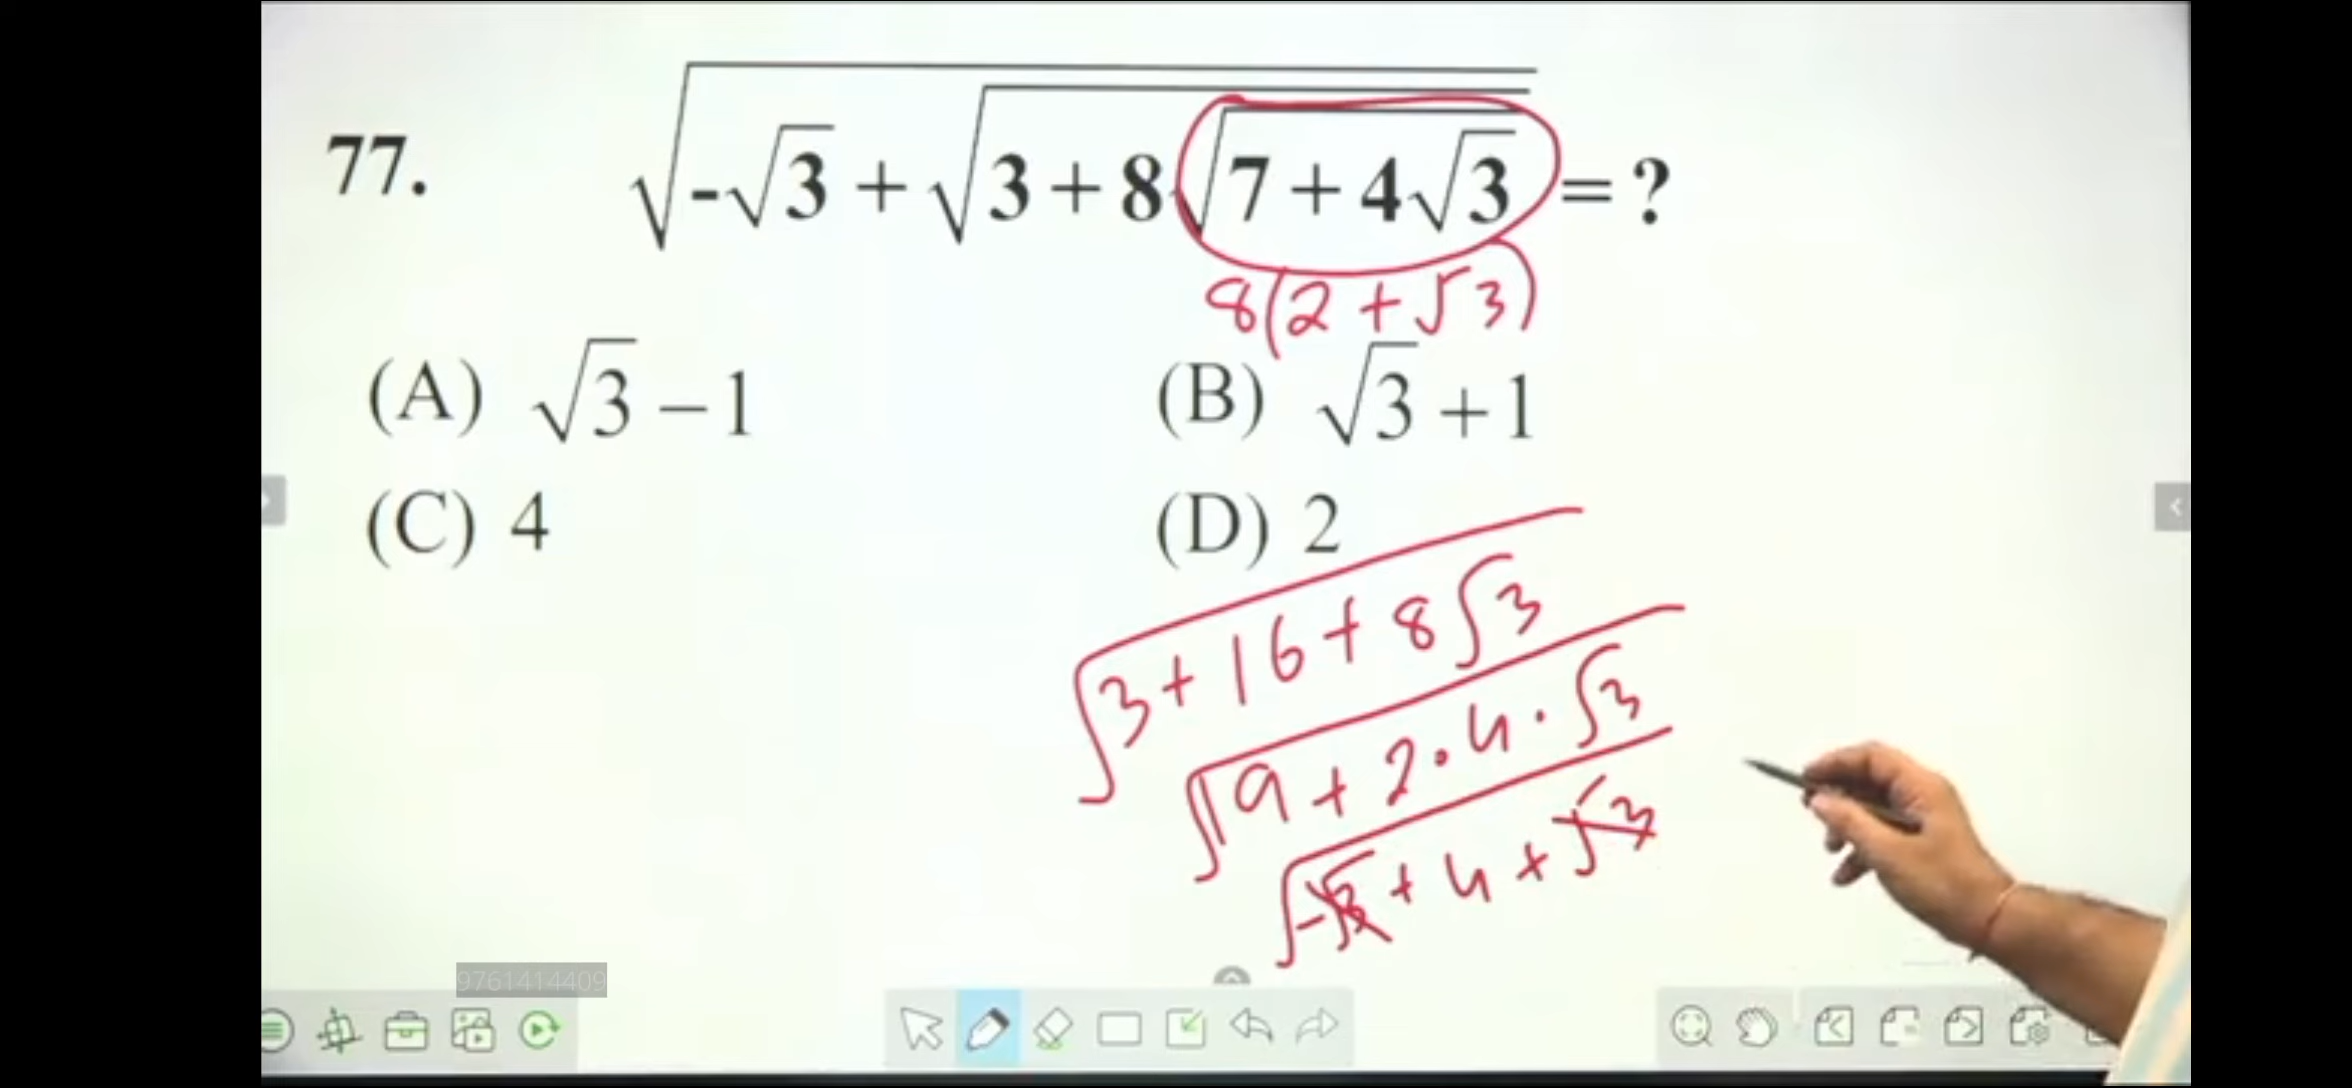 77. √(-√3 + √(3 + 8√(7 + 4√3))) = ?
8(2 + √3)
(A) √3 – 1 (B) √3 + 1
(C) 4 (D) 2
√(3 + 16 + 8√3)
√(19 + 2·4·√3)
√(-√3 + 4 + √3)
9761414409